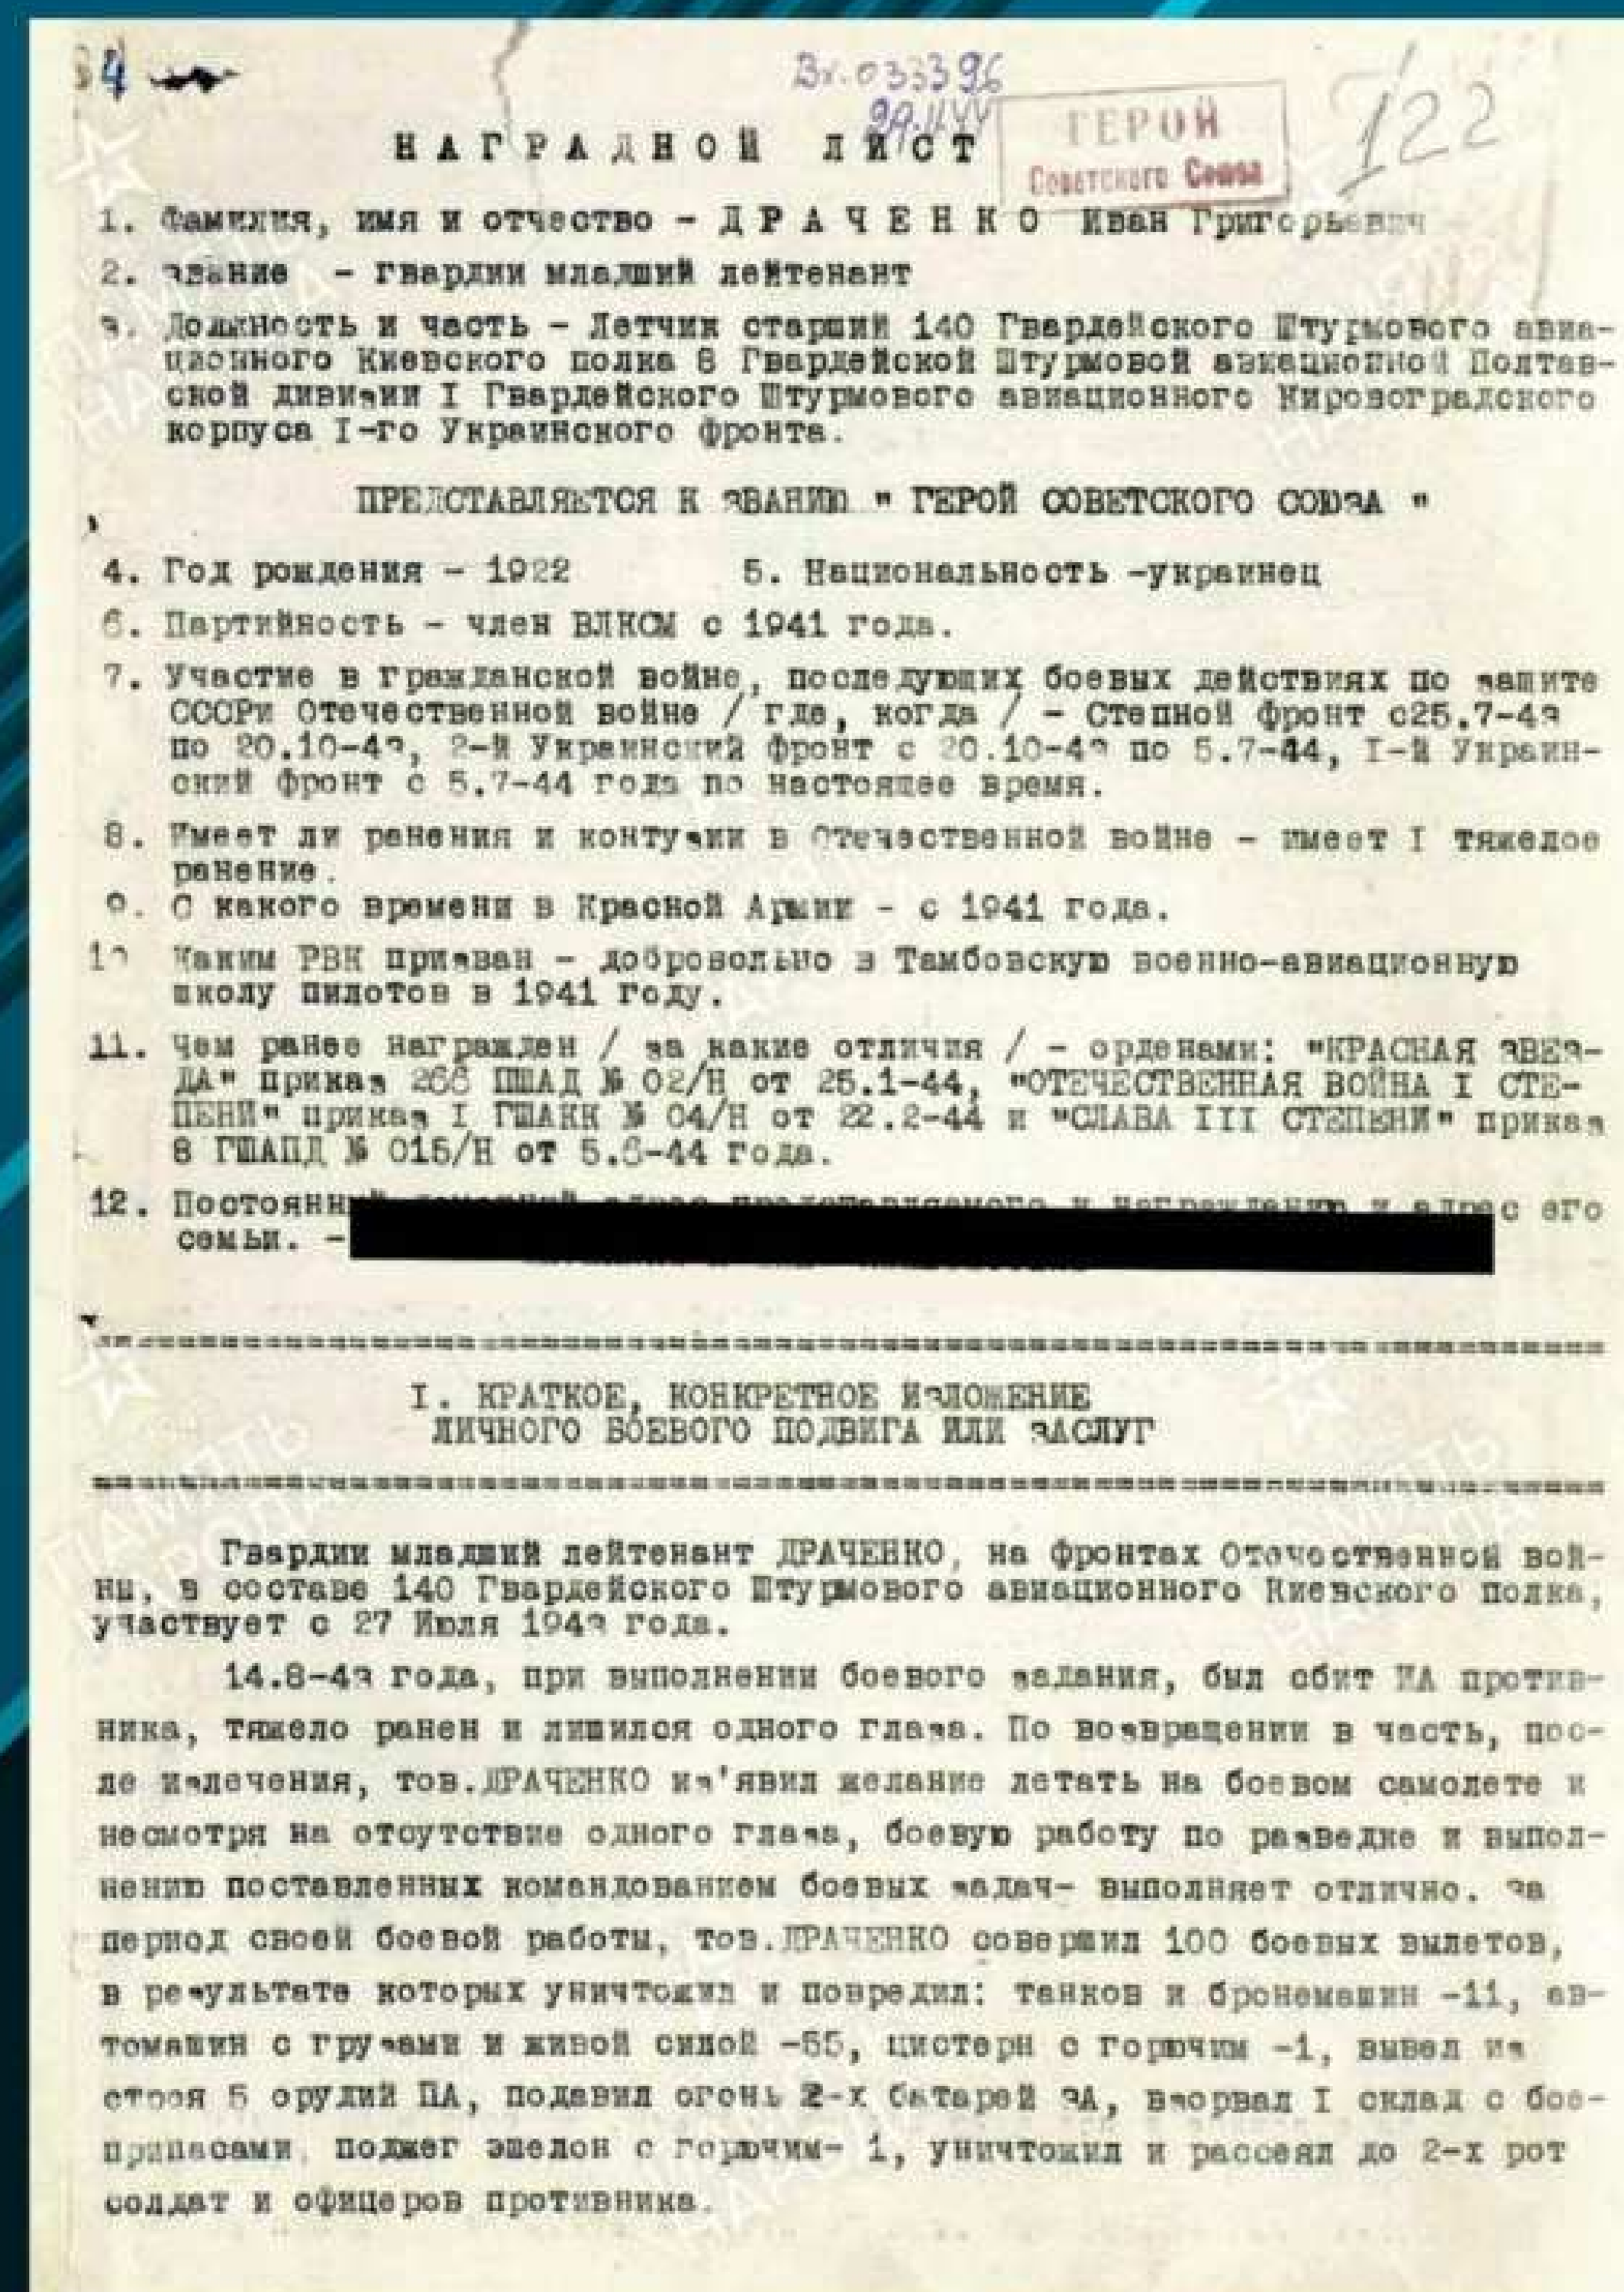 Вх.033396
122
НАГРАДНОЙ ЛИСТ
ГЕРОЙ
Советского Союза
1. Фамилия, имя и отчество - ДРАЧЕНКО Иван Григорьевич
2. звание - гвардии младший лейтенант
3. Должность и часть - Летчик старший 140 Гвардейского Штурмового авиа-
ционного Киевского полка 8 Гвардейской Штурмовой авиационной Полтав-
ской дивизии I Гвардейского Штурмового авиационного Кировоградского
корпуса I-го Украинского фронта.
ПРЕДСТАВЛЯЕТСЯ К ЗВАНИЮ " ГЕРОЙ СОВЕТСКОГО СОЮЗА "
4. Год рождения - 1922 5. Национальность -украинец
6. Партийность - член ВЛКСМ с 1941 года.
7. Участие в гражданской войне, последующих боевых действиях по защите
СССРи Отечественной войне / где, когда / - Степной фронт с25.7-43
по 20.10-43, 2-й Украинский фронт с 20.10-43 по 5.7-44, I-й Украин-
ский фронт с 5.7-44 года по настоящее время.
8. Имеет ли ранения и контузии в Отечественной войне - имеет I тяжелое
ранение.
9. С какого времени в Красной Армии - с 1941 года.
10 Каким РВК призван - добровольно в Тамбовскую военно-авиационную
школу пилотов в 1941 году.
11. Чем ранее награжден / за какие отличия / - орденами: "КРАСНАЯ ЗВЕЗ-
ДА" приказ 266 ПШАД № 02/Н от 25.1-44, "ОТЕЧЕСТВЕННАЯ ВОЙНА I СТЕ-
ПЕНИ" приказ I ГШАКК № 04/Н от 22.2-44 и "СЛАВА III СТЕПЕНИ" приказ
8 ГШАПД № 015/Н от 5.6-44 года.
12. адрес его
семьи. -
I. КРАТКОЕ, КОНКРЕТНОЕ ИЗЛОЖЕНИЕ
ЛИЧНОГО БОЕВОГО ПОДВИГА ИЛИ ЗАСЛУГ
Гвардии младший лейтенант ДРАЧЕНКО, на фронтах Отечественной вой-
ны, в составе 140 Гвардейского Штурмового авиационного Киевского полка,
участвует с 27 Июля 1943 года.
14.8-43 года, при выполнении боевого задания, был сбит ИА против-
ника, тяжело ранен и лишился одного глаза. По возвращении в часть, пос-
ле излечения, тов.ДРАЧЕНКО из'явил желание летать на боевом самолете и
несмотря на отсутствие одного глаза, боевую работу по разведке и выпол-
нению поставленных командованием боевых задач- выполняет отлично. За
период своей боевой работы, тов.ДРАЧЕНКО совершил 100 боевых вылетов,
в результате которых уничтожил и повредил: танков и бронемашин -11, ав-
томашин с грузами и живой силой -55, цистерн с горючим -1, вывел из
строя 5 орудий ПА, подавил огонь 2-х батарей ЗА, взорвал I склад с бое-
припасами, поджег эшелон с горючим- 1, уничтожил и рассеял до 2-х рот
солдат и офицеров противника.